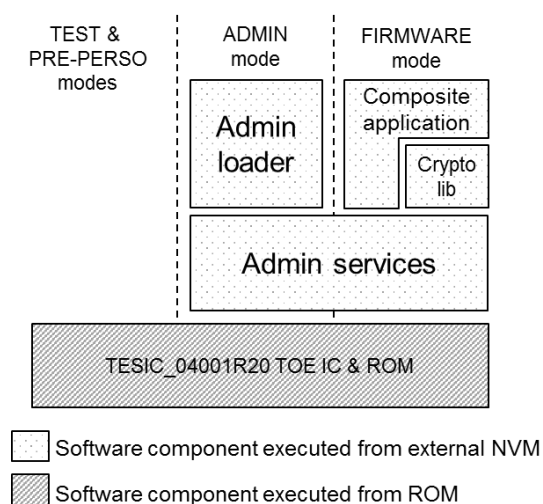 TEST &
PRE-PERSO
modes
ADMIN
mode
FIRMWARE
mode
Admin
loader
Composite
application
Crypto
lib
Admin services
TESIC_04001R20 TOE IC & ROM
Software component executed from external NVM
Software component executed from ROM